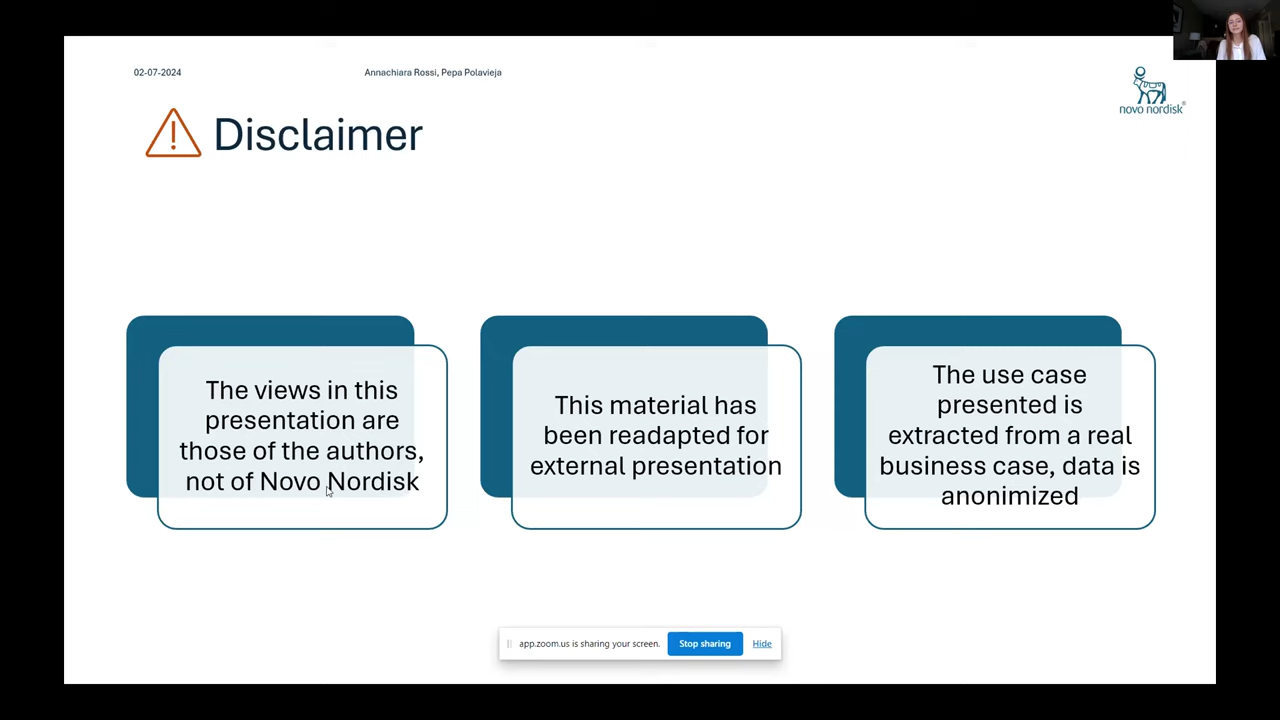 02-07-2024
Annachiara Rossi, Pepa Polavieja
novo nordisk®
Disclaimer
The views in this
presentation are
those of the authors,
not of Novo Nordisk
This material has
been readapted for
external presentation
The use case
presented is
extracted from a real
business case, data is
anonimized
app.zoom.us is sharing your screen.
Stop sharing
Hide